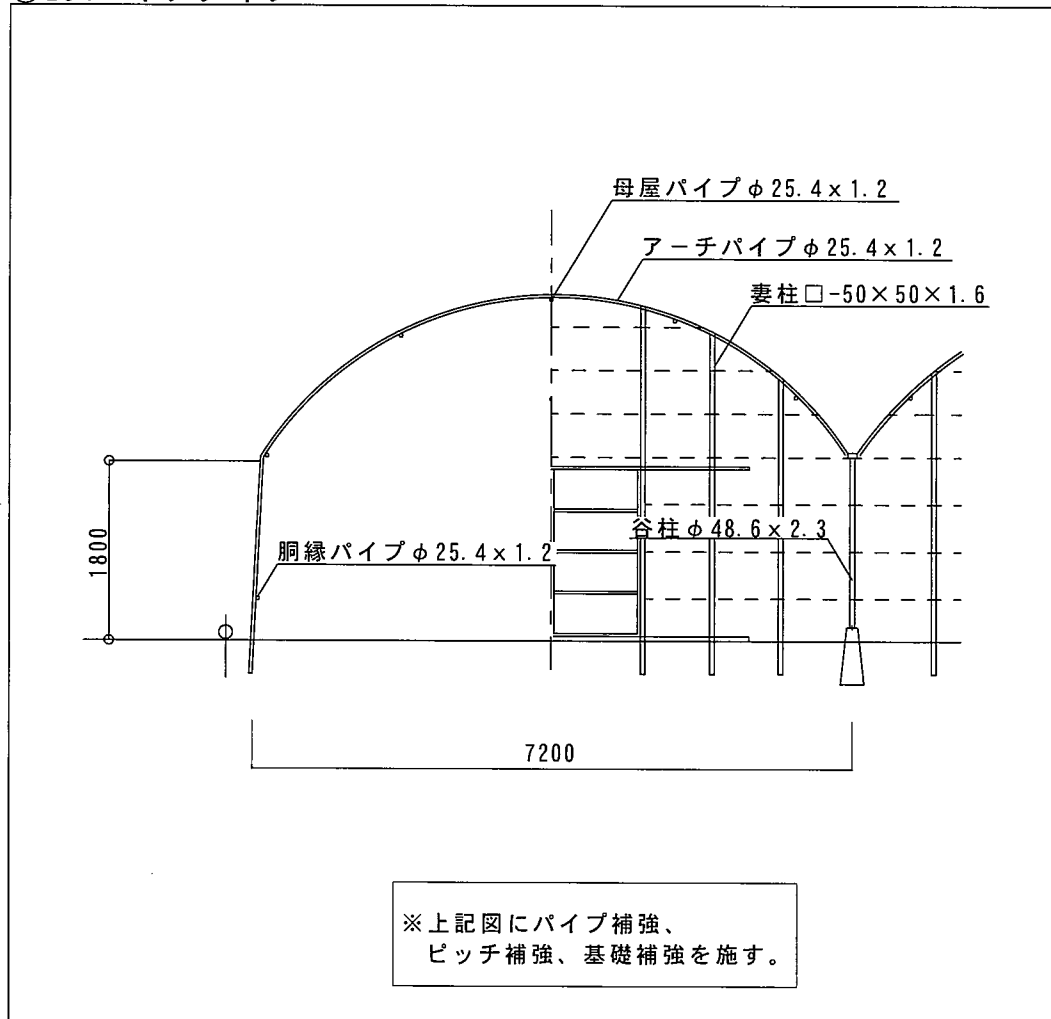 母屋パイプφ25.4×1.2
アーチパイプφ25.4×1.2
妻柱□-50×50×1.6
谷柱φ48.6×2.3
胴縁パイプφ25.4×1.2
1800
7200
※上記図にパイプ補強、
ピッチ補強、基礎補強を施す。